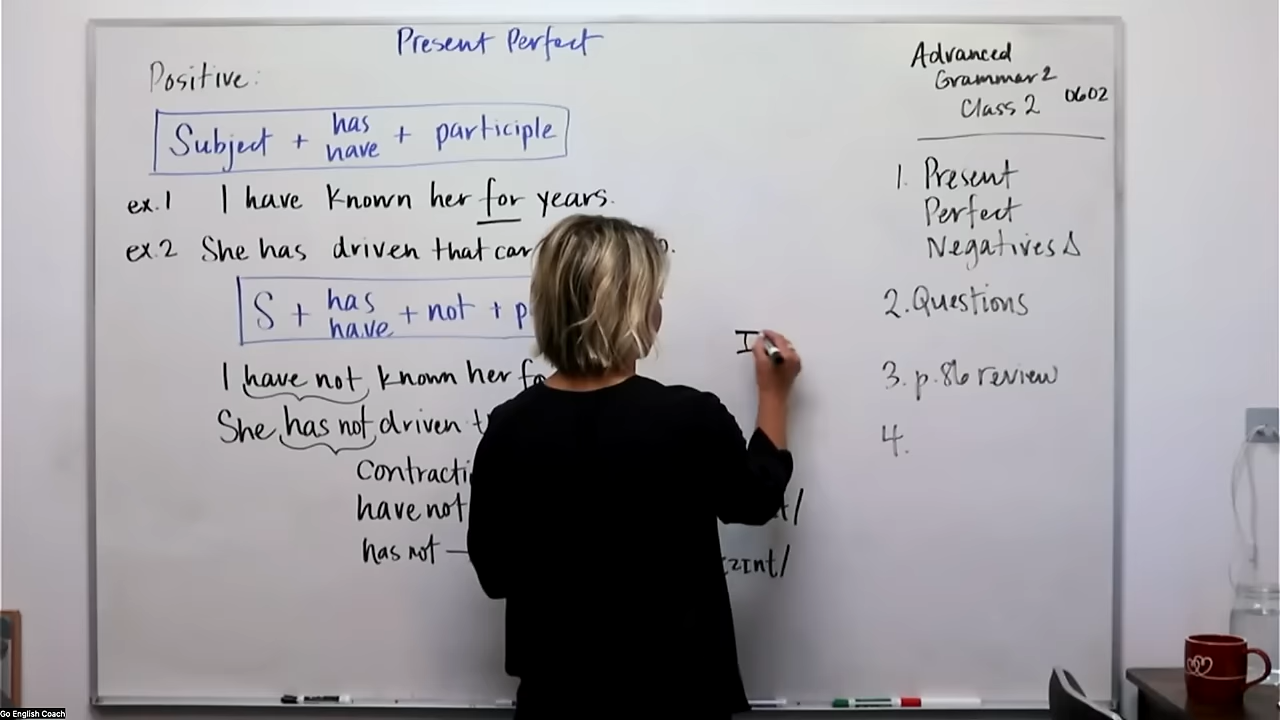 Present Perfect
Positive:
Subject + has have + participle
ex.1 I have known her for years.
ex.2 She has driven that car
S + has have + not + p
I have not known her fo
She has not driven t
Contracti
have not
has not —
I
Advanced
Grammar 2
Class 2 0602
1. Present
Perfect
Negatives Δ
2. Questions
3. p. 86 review
4.
Go English Coach